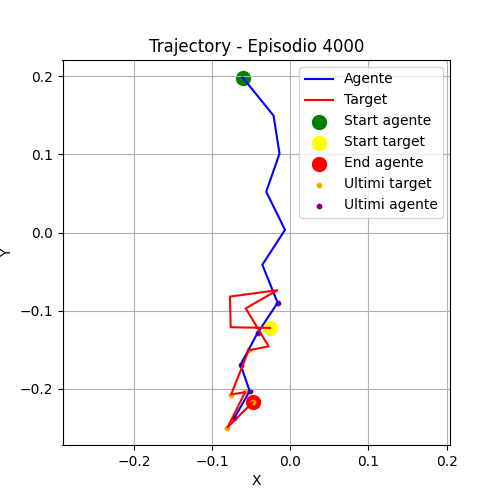 Trajectory - Episodio 4000
0.2
0.1
0.0
−0.1
−0.2
Y
Agente
Target
Start agente
Start target
End agente
Ultimi target
Ultimi agente
−0.2
−0.1
0.0
0.1
0.2
X